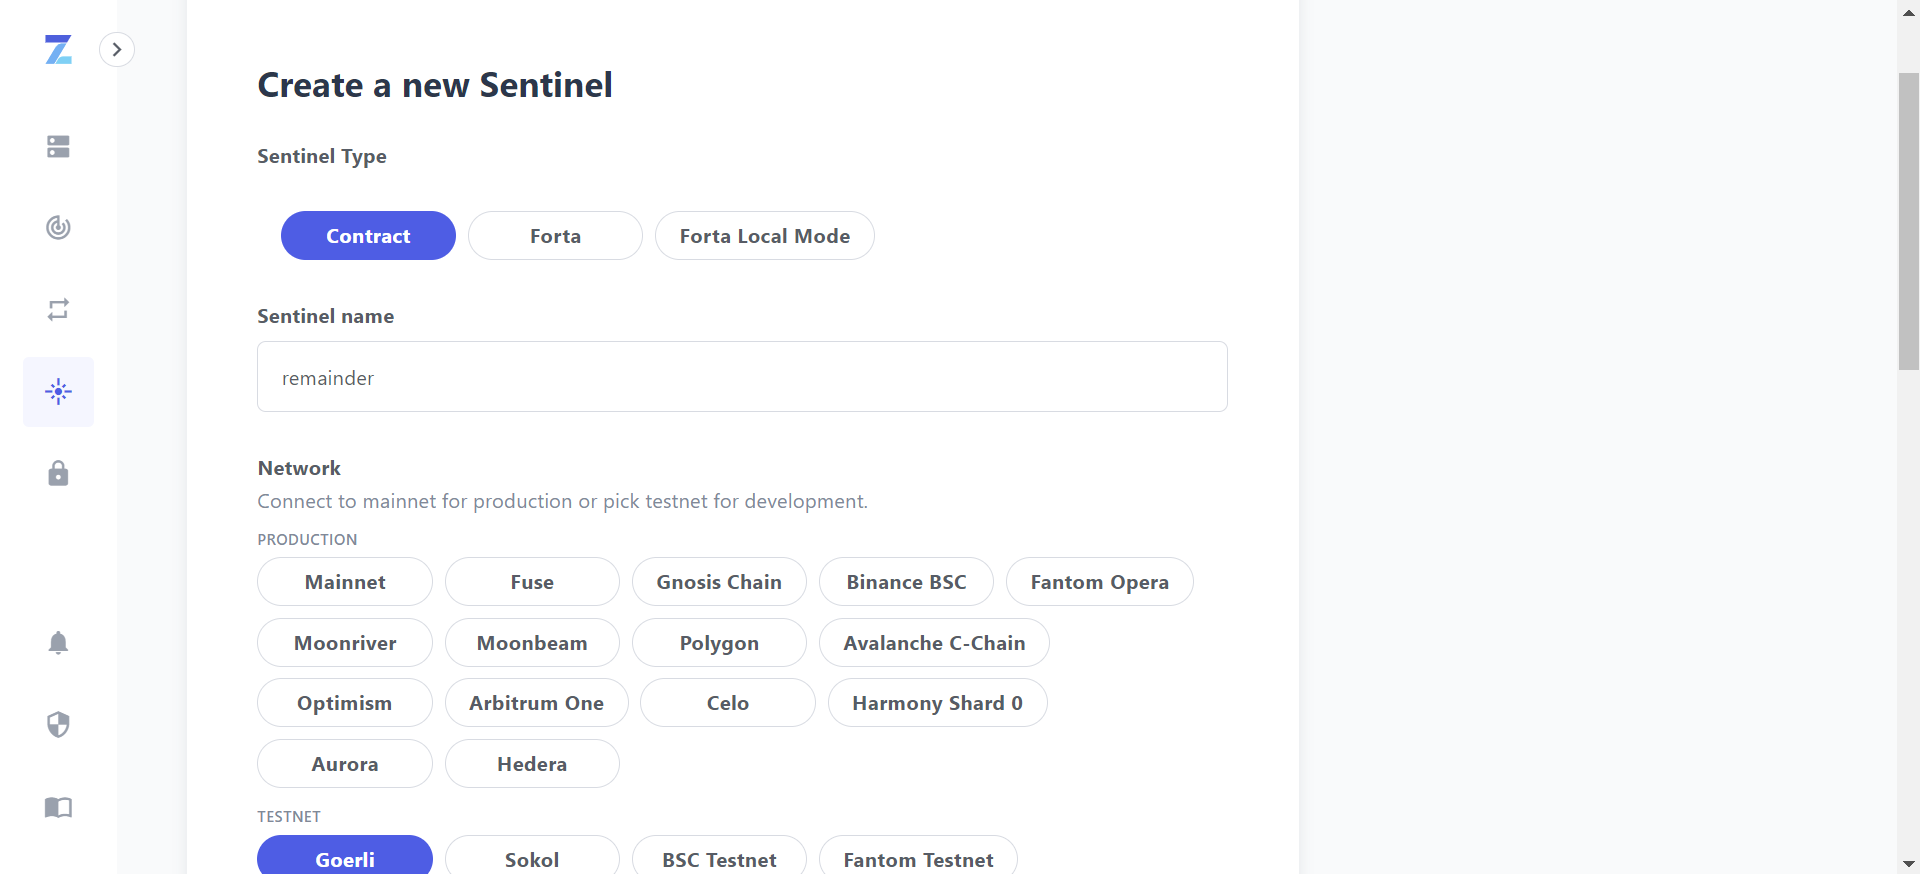 Create a new Sentinel
Sentinel Type
Contract Forta Forta Local Mode
Sentinel name
remainder
Network
Connect to mainnet for production or pick testnet for development.
PRODUCTION
Mainnet Fuse Gnosis Chain Binance BSC Fantom Opera
Moonriver Moonbeam Polygon Avalanche C-Chain
Optimism Arbitrum One Celo Harmony Shard 0
Aurora Hedera
TESTNET
Goerli Sokol BSC Testnet Fantom Testnet